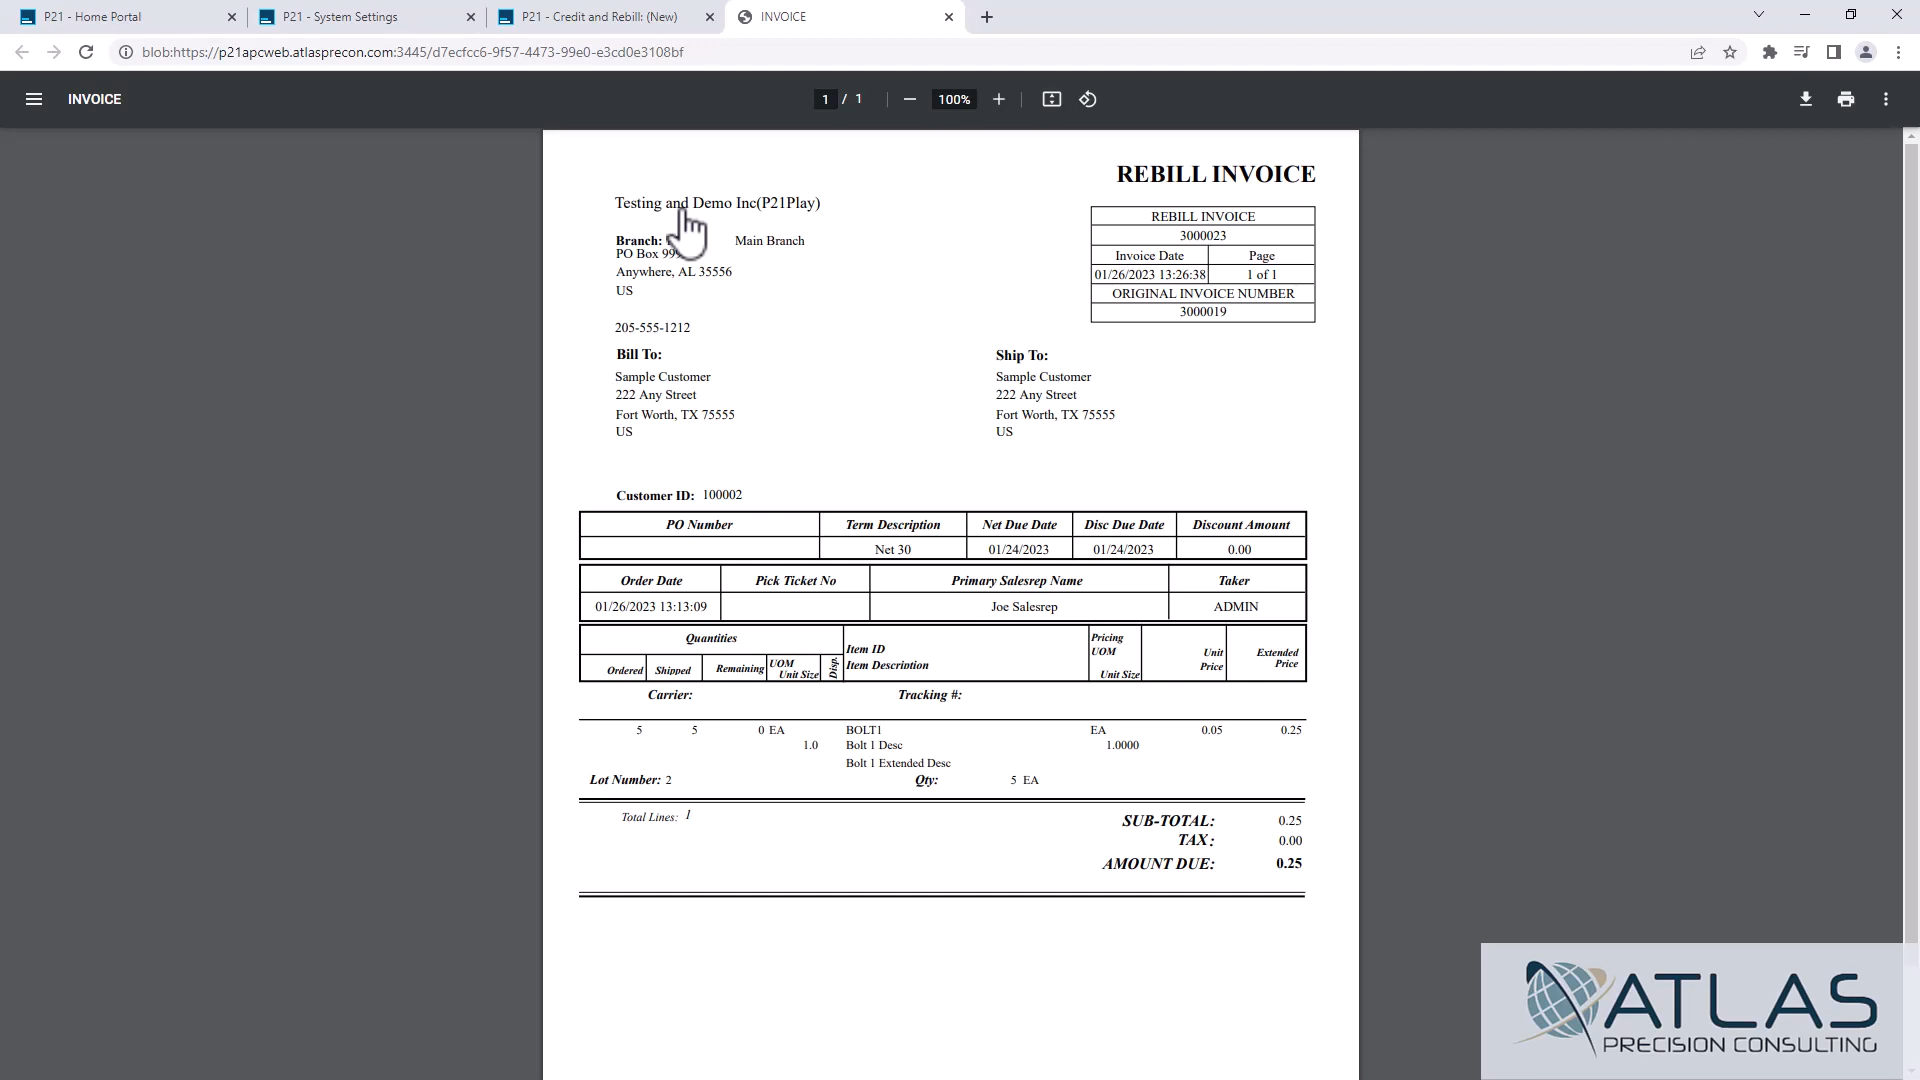 P21 - Home Portal
P21 - System Settings
P21 - Credit and Rebill: (New)
INVOICE
blob:https://p21apcweb.atlasprecon.com:3445/d7ecfcc6-9f57-4473-99e0-e3cd0e3108bf
INVOICE
1 / 1
100%
REBILL INVOICE
Testing and Demo Inc(P21Play)
REBILL INVOICE
3000023
Invoice Date Page
01/26/2023 13:26:38 1 of 1
ORIGINAL INVOICE NUMBER
3000019
Branch: Main Branch
PO Box
Anywhere, AL 35556
US
205-555-1212
Bill To:
Sample Customer
222 Any Street
Fort Worth, TX 75555
US
Ship To:
Sample Customer
222 Any Street
Fort Worth, TX 75555
US
Customer ID: 100002
PO Number Term Description Net Due Date Disc Due Date Discount Amount
Net 30 01/24/2023 01/24/2023 0.00
Order Date Pick Ticket No Primary Salesrep Name Taker
01/26/2023 13:13:09 Joe Salesrep ADMIN
Quantities
Ordered Shipped Remaining UOM Unit Size Disp.
Item ID
Item Description
Pricing
UOM
Unit Size
Unit
Price
Extended
Price
Carrier: Tracking #:
5 5 0 EA BOLT1 EA 0.05 0.25
1.0 Bolt 1 Desc 1.0000
Bolt 1 Extended Desc
Lot Number: 2 Qty: 5 EA
Total Lines: 1
SUB-TOTAL: 0.25
TAX: 0.00
AMOUNT DUE: 0.25
ATLAS
PRECISION CONSULTING